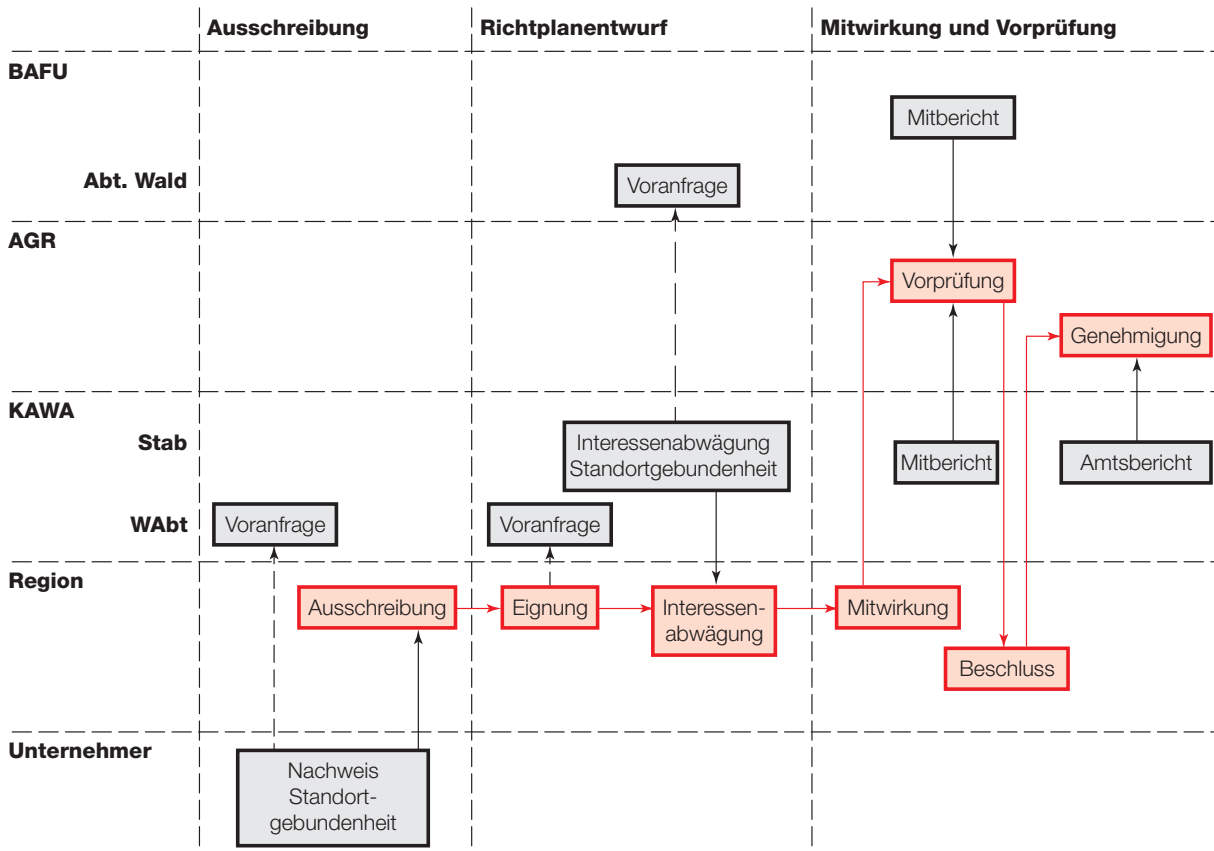 Ausschreibung
Richtplanentwurf
Mitwirkung und Vorprüfung
BAFU
Mitbericht
Abt. Wald
Voranfrage
AGR
Vorprüfung
Genehmigung
KAWA
Stab
Interessenabwägung
Standortgebundenheit
Mitbericht
Amtsbericht
WAbt
Voranfrage
Voranfrage
Region
Ausschreibung
Eignung
Interessen-
abwägung
Mitwirkung
Beschluss
Unternehmer
Nachweis
Standort-
gebundenheit